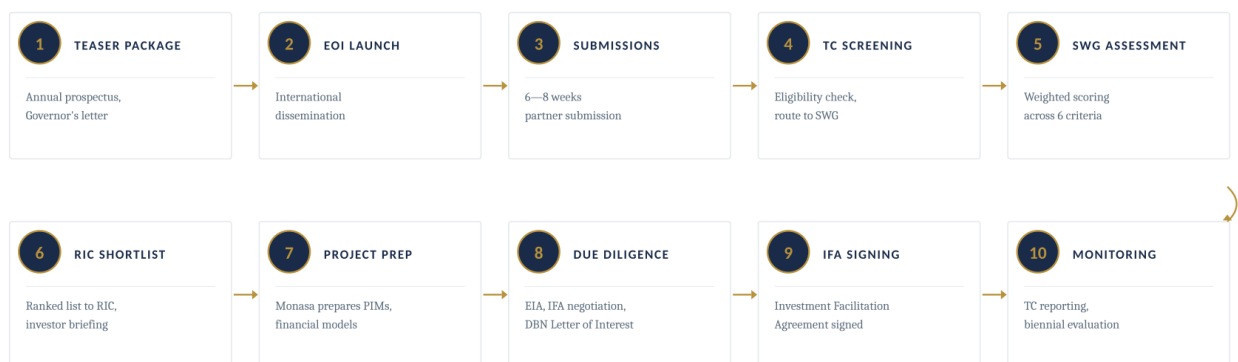 1 TEASER PACKAGE
Annual prospectus,
Governor's letter
2 EOI LAUNCH
International
dissemination
3 SUBMISSIONS
6—8 weeks
partner submission
4 TC SCREENING
Eligibility check,
route to SWG
5 SWG ASSESSMENT
Weighted scoring
across 6 criteria
6 RIC SHORTLIST
Ranked list to RIC,
investor briefing
7 PROJECT PREP
Monasa prepares PIMs,
financial models
8 DUE DILIGENCE
EIA, IFA negotiation,
DBN Letter of Interest
9 IFA SIGNING
Investment Facilitation
Agreement signed
10 MONITORING
TC reporting,
biennial evaluation